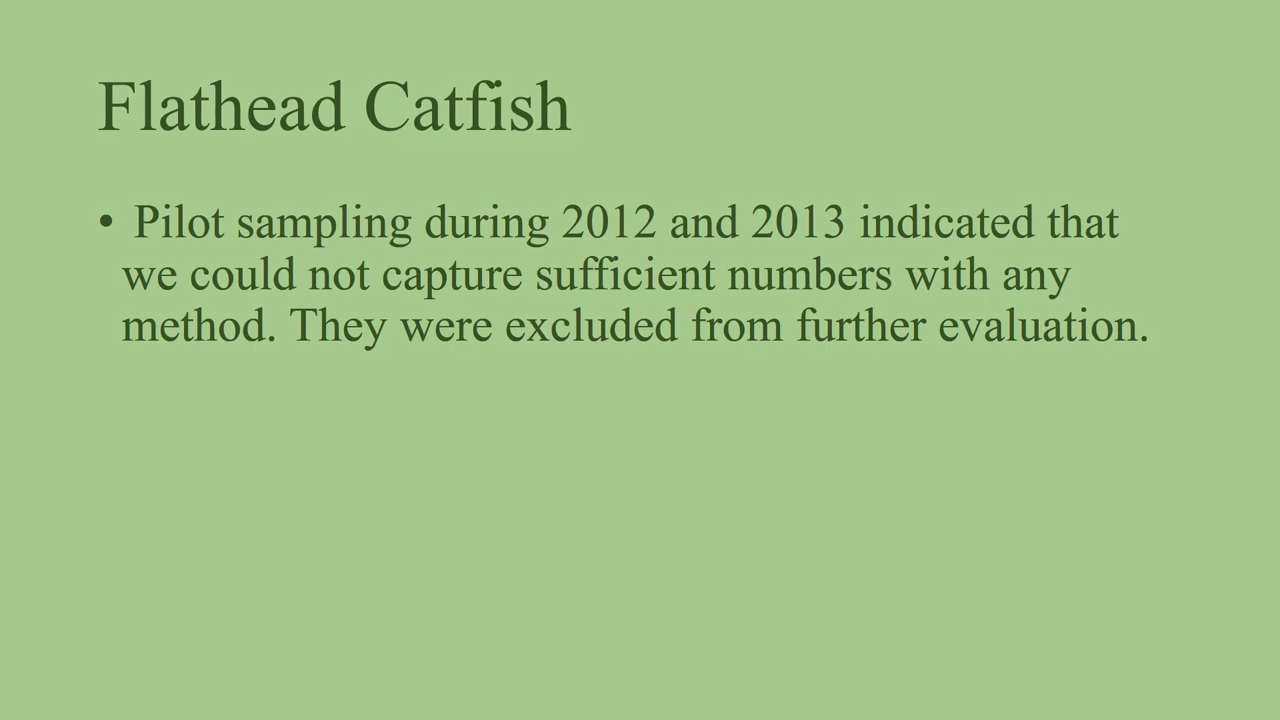 Flathead Catfish
• Pilot sampling during 2012 and 2013 indicated that
we could not capture sufficient numbers with any
method. They were excluded from further evaluation.